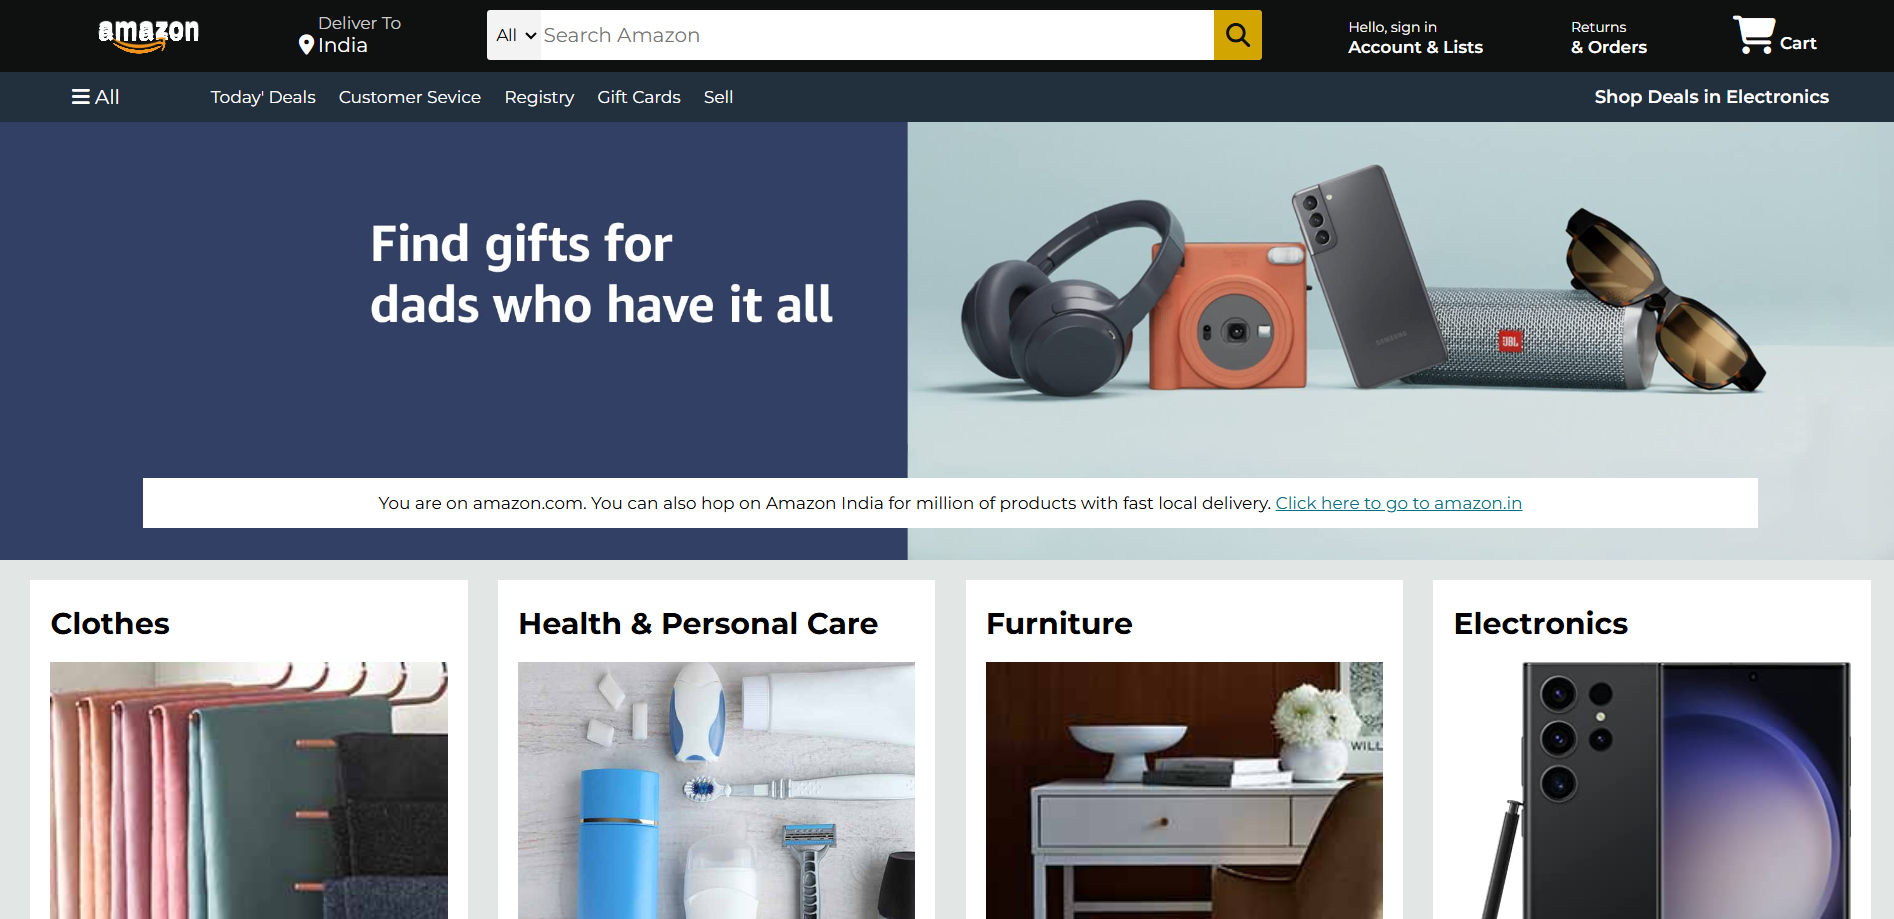 amazon
Deliver To
India
All
Search Amazon
Hello, sign in
Account & Lists
Returns
& Orders
Cart
All
Today' Deals
Customer Sevice
Registry
Gift Cards
Sell
Shop Deals in Electronics
Find gifts for
dads who have it all
SAMSUNG
JBL
You are on amazon.com. You can also hop on Amazon India for million of products with fast local delivery. Click here to go to amazon.in
Clothes
Health & Personal Care
Furniture
Electronics
WILL